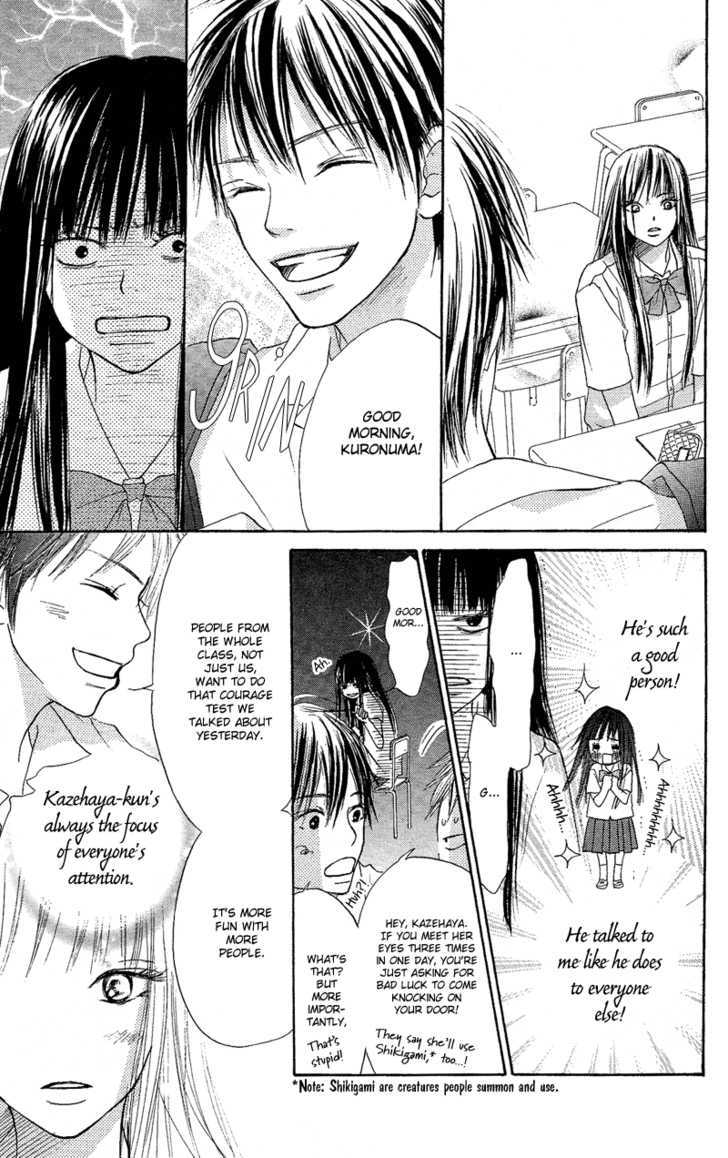 GRIN
GOOD
MORNING,
KURONUMA!
He's such
a good
person!
Ahhhh...
Ahhhhhhhhh...
He talked to
me like he does
to everyone
else!
...
G...
GOOD
MOR...
Ah.
Huh?!
HEY, KAZEHAYA.
IF YOU MEET HER
EYES THREE TIMES
IN ONE DAY, YOU'RE
JUST ASKING FOR
BAD LUCK TO COME
KNOCKING ON
YOUR DOOR!
They say she'll use
Shikigami,* too...!
WHAT'S
THAT?
BUT
MORE
IMPOR-
TANTLY,
That's
stupid!
PEOPLE FROM
THE WHOLE
CLASS, NOT
JUST US,
WANT TO DO
THAT COURAGE
TEST WE
TALKED ABOUT
YESTERDAY.
Kazehaya-kun's
always the focus
of everyone's
attention.
IT'S MORE
FUN WITH
MORE
PEOPLE.
*Note: Shikigami are creatures people summon and use.